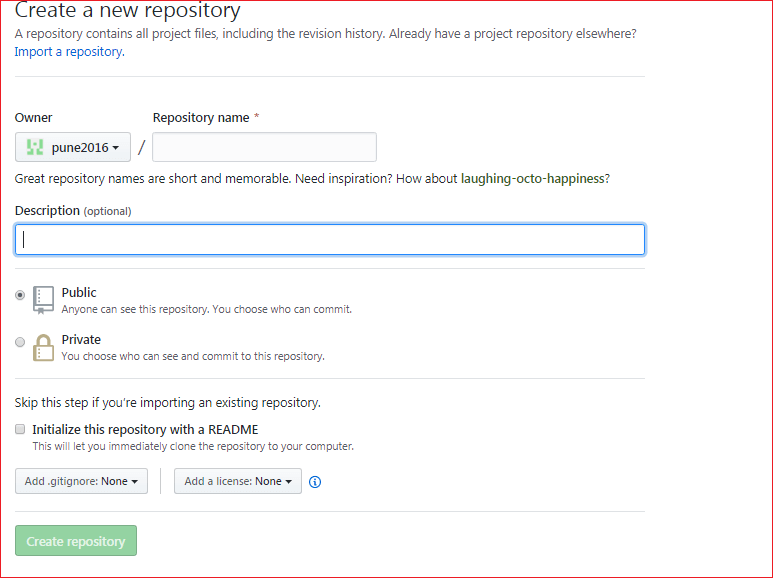 Create a new repository
A repository contains all project files, including the revision history. Already have a project repository elsewhere?
Import a repository.
Owner Repository name *
pune2016 /
Great repository names are short and memorable. Need inspiration? How about laughing-octo-happiness?
Description (optional)
Public
Anyone can see this repository. You choose who can commit.
Private
You choose who can see and commit to this repository.
Skip this step if you're importing an existing repository.
Initialize this repository with a README
This will let you immediately clone the repository to your computer.
Add .gitignore: None Add a license: None
Create repository